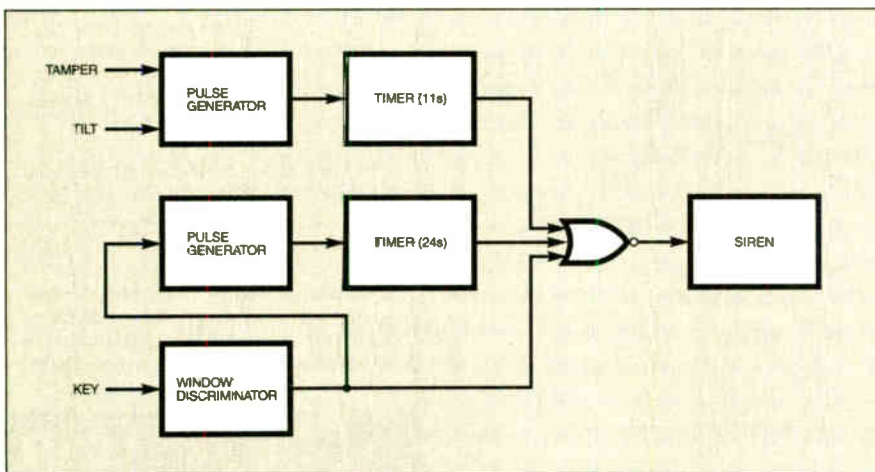 TAMPER
TILT
PULSE
GENERATOR
TIMER (11s)
PULSE
GENERATOR
TIMER (24s)
SIREN
KEY
WINDOW
DISCRIMINATOR